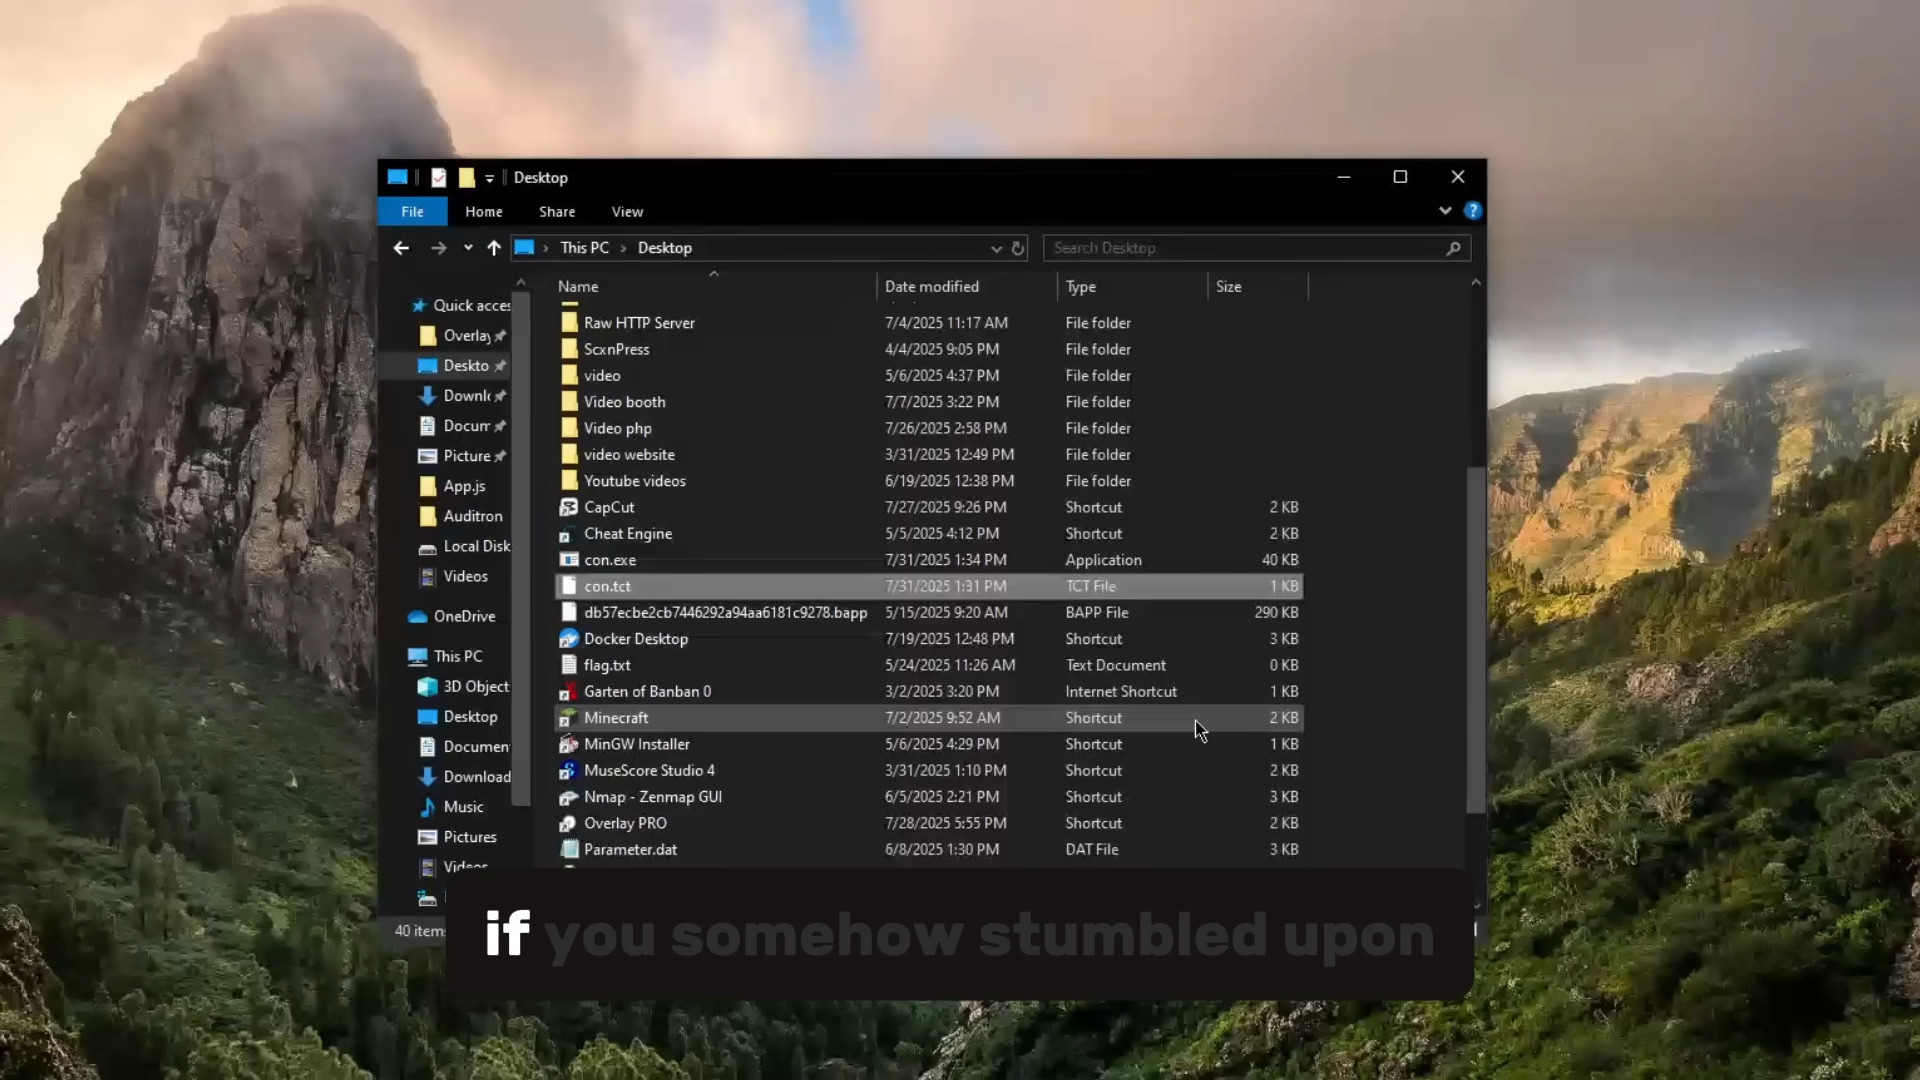 Desktop
File Home Share View
This PC › Desktop
Search Desktop
Name Date modified Type Size
Quick acces
Overlay
Deskto
Downlo
Docum
Picture
App.js
Auditron
Local Disk
Videos
OneDrive
This PC
3D Object
Desktop
Documen
Download
Music
Pictures
Videos
Raw HTTP Server 7/4/2025 11:17 AM File folder
ScxnPress 4/4/2025 9:05 PM File folder
video 5/6/2025 4:37 PM File folder
Video booth 7/7/2025 3:22 PM File folder
Video php 7/26/2025 2:58 PM File folder
video website 3/31/2025 12:49 PM File folder
Youtube videos 6/19/2025 12:38 PM File folder
CapCut 7/27/2025 9:26 PM Shortcut 2 KB
Cheat Engine 5/5/2025 4:12 PM Shortcut 2 KB
con.exe 7/31/2025 1:34 PM Application 40 KB
con.tct 7/31/2025 1:31 PM TCT File 1 KB
db57ecbe2cb7446292a94aa6181c9278.bapp 5/15/2025 9:20 AM BAPP File 290 KB
Docker Desktop 7/19/2025 12:48 PM Shortcut 3 KB
flag.txt 5/24/2025 11:26 AM Text Document 0 KB
Garten of Banban 0 3/2/2025 3:20 PM Internet Shortcut 1 KB
Minecraft 7/2/2025 9:52 AM Shortcut 2 KB
MinGW Installer 5/6/2025 4:29 PM Shortcut 1 KB
MuseScore Studio 4 3/31/2025 1:10 PM Shortcut 2 KB
Nmap - Zenmap GUI 6/5/2025 2:21 PM Shortcut 3 KB
Overlay PRO 7/28/2025 5:55 PM Shortcut 2 KB
Parameter.dat 6/8/2025 1:30 PM DAT File 3 KB
40 items
if you somehow stumbled upon